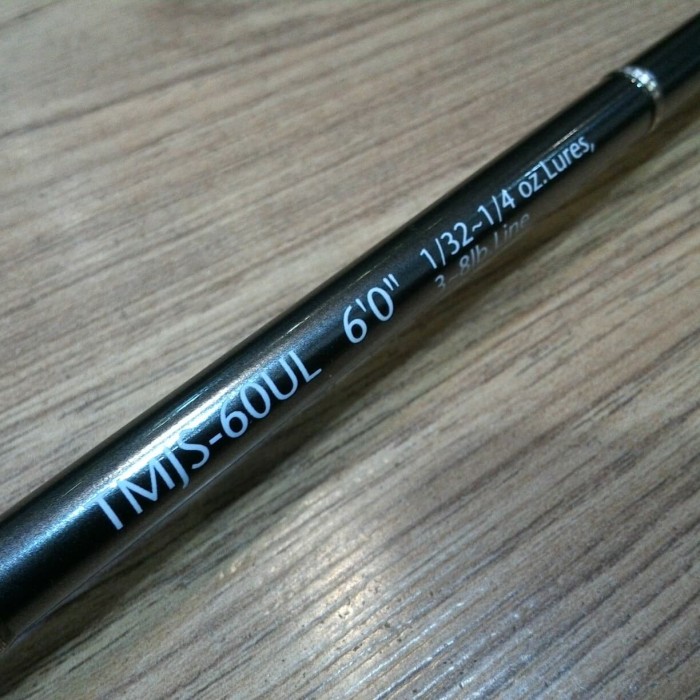 TMJS-60UL 6'0" 1/32~1/4 oz.Lures,
3~8lb.Line